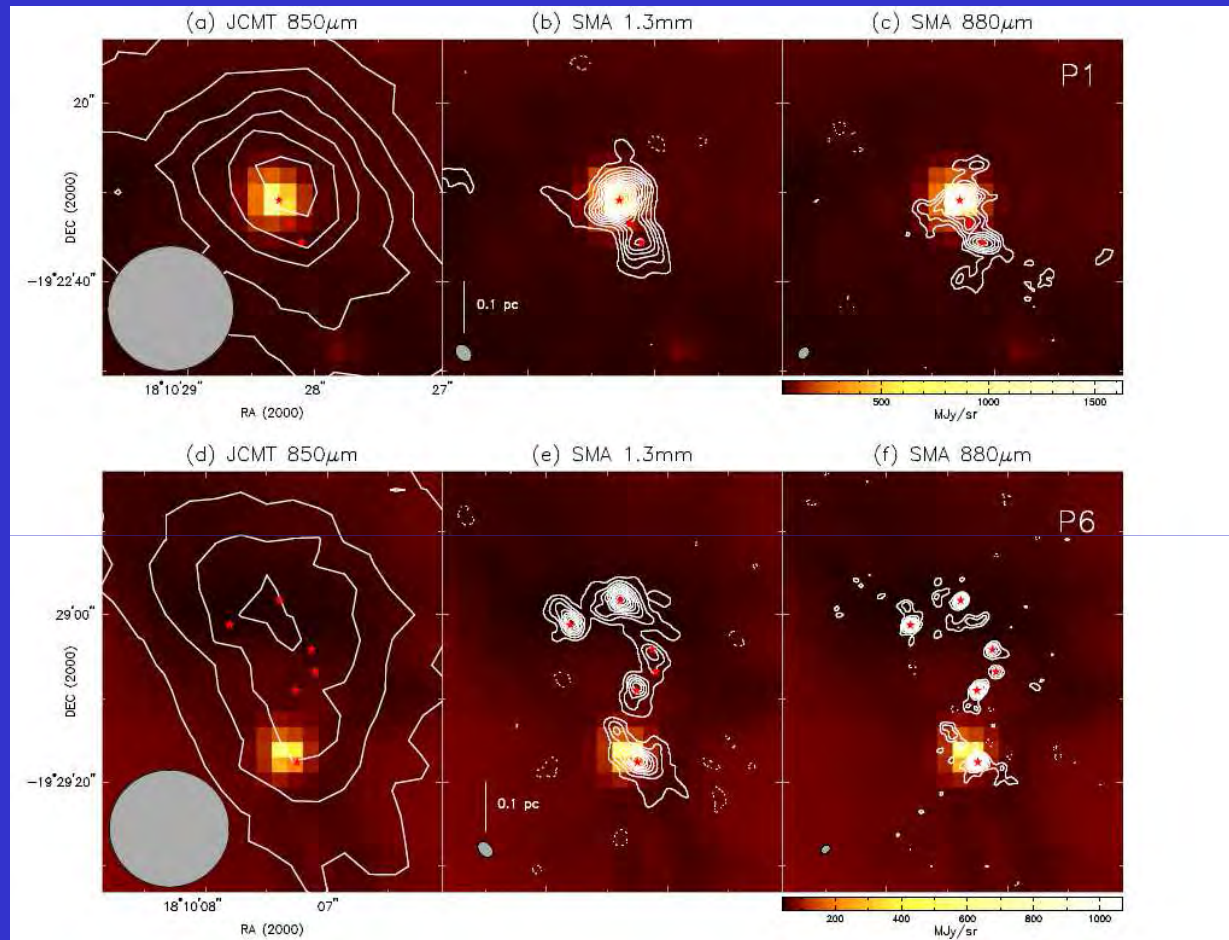 (a) JCMT 850μm
(b) SMA 1.3mm
(c) SMA 880μm
P1
20"
DEC (2000)
-19°22'40"
0.1 pc
18ʰ10ᵐ29ˢ
28ˢ
27ˢ
RA (2000)
500
1000
1500
MJy/sr
(d) JCMT 850μm
(e) SMA 1.3mm
(f) SMA 880μm
P6
29'00"
DEC (2000)
-19°29'20"
0.1 pc
18ʰ10ᵐ08ˢ
07ˢ
RA (2000)
200
400
600
800
1000
MJy/sr